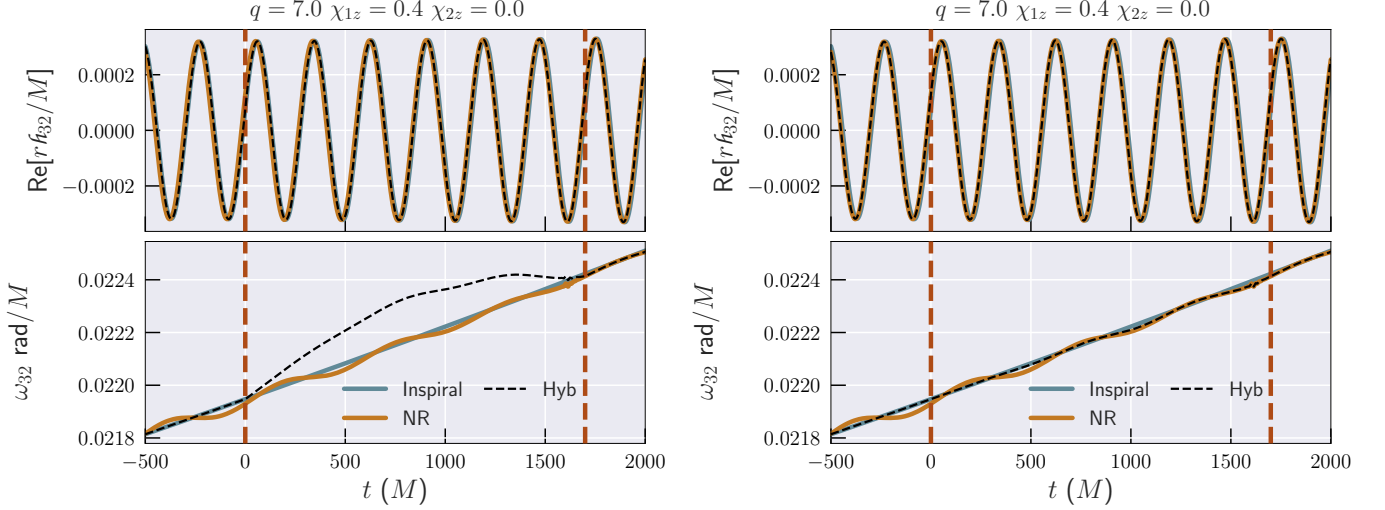 q = 7.0 χ₁z = 0.4 χ₂z = 0.0
Re[rℎ₃₂/M]
0.0002
0.0000
−0.0002
ω₃₂ rad/M
0.0224
0.0222
0.0220
0.0218
Inspiral
NR
Hyb
−500 0 500 1000 1500 2000
t (M)
q = 7.0 χ₁z = 0.4 χ₂z = 0.0
Re[rℎ₃₂/M]
0.0002
0.0000
−0.0002
ω₃₂ rad/M
0.0224
0.0222
0.0220
0.0218
Inspiral
NR
Hyb
−500 0 500 1000 1500 2000
t (M)